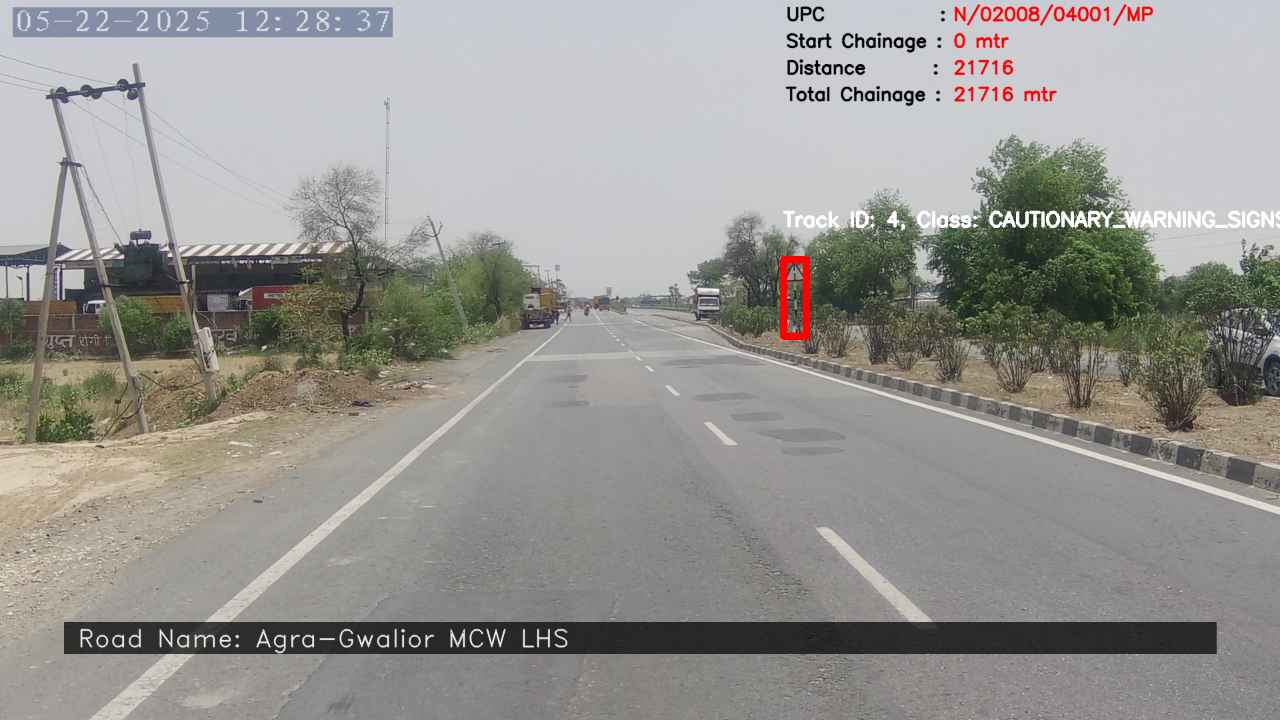 05-22-2025 12:28:37
UPC : N/02008/04001/MP
Start Chainage : 0 mtr
Distance : 21716
Total Chainage : 21716 mtr
Track ID: 4, Class: CAUTIONARY_WARNING_SIGNS
गुप्त रोगी
Road Name: Agra-Gwalior MCW LHS